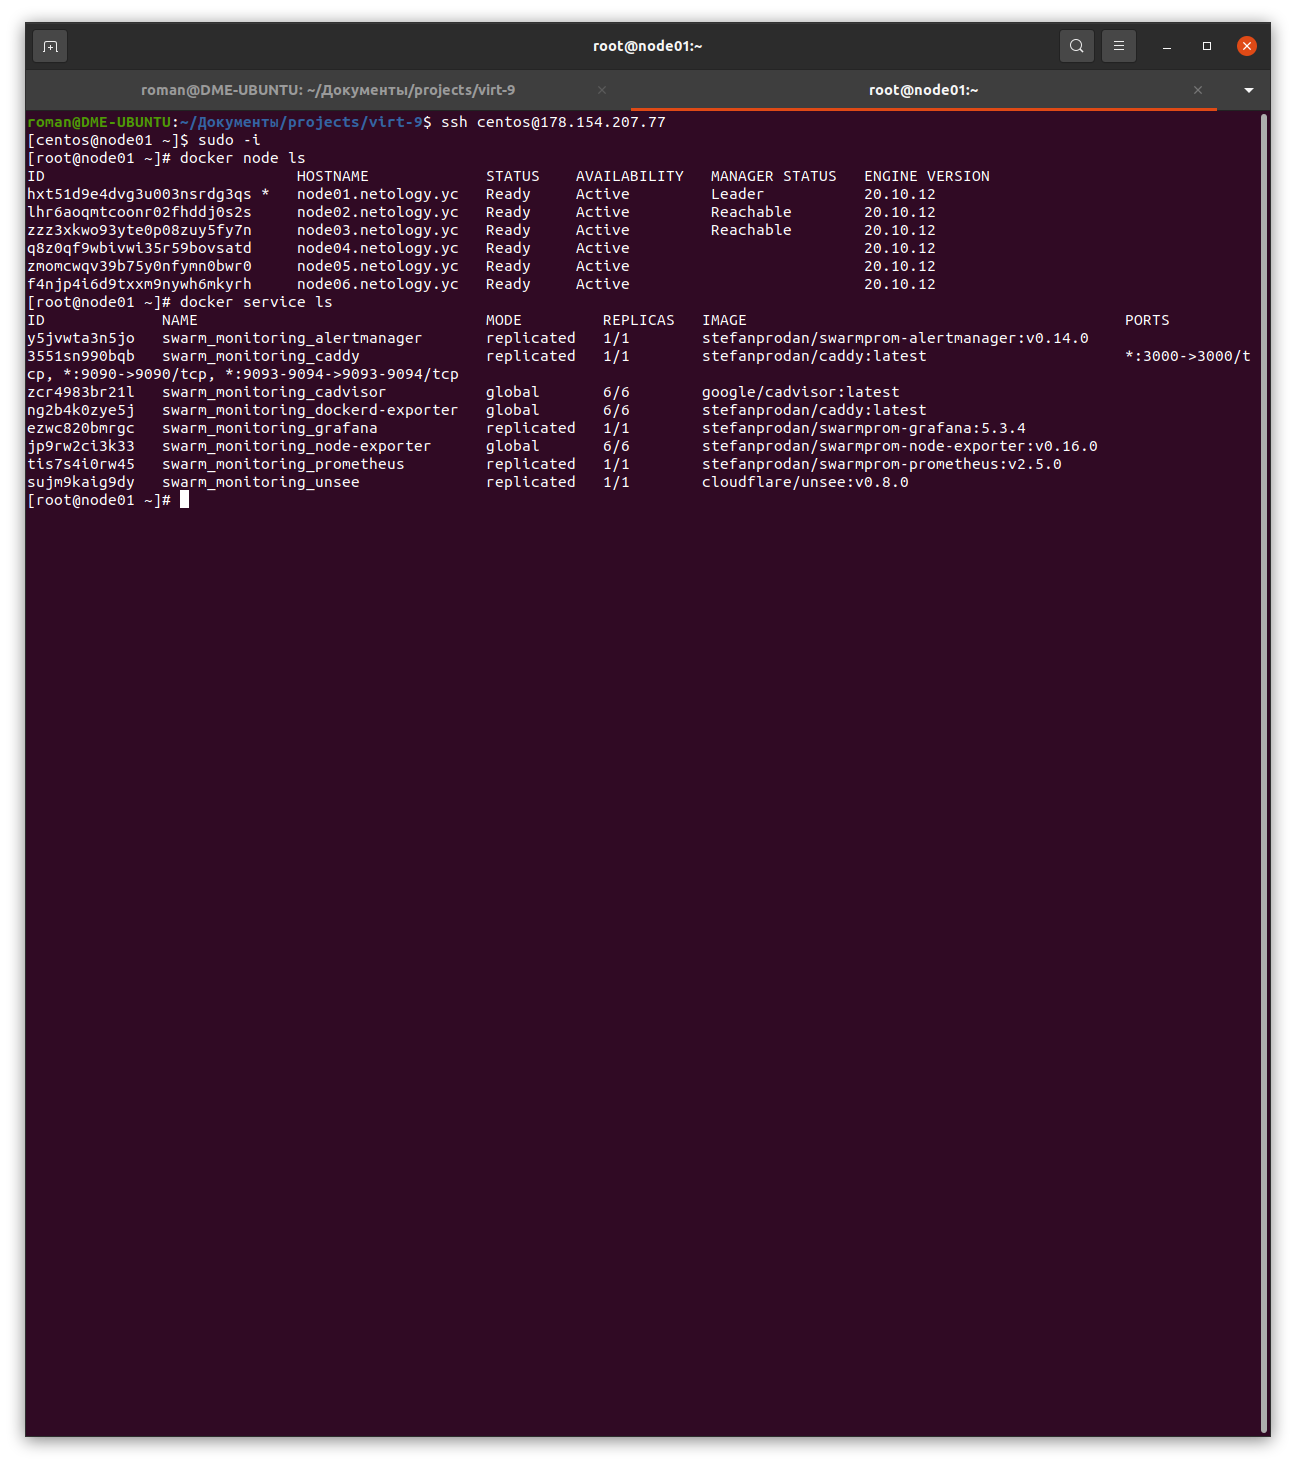 root@node01:~
roman@DME-UBUNTU: ~/Документы/projects/virt-9
root@node01:~
roman@DME-UBUNTU:~/Документы/projects/virt-9$ ssh centos@178.154.207.77
[centos@node01 ~]$ sudo -i
[root@node01 ~]# docker node ls
ID                            HOSTNAME             STATUS    AVAILABILITY   MANAGER STATUS   ENGINE VERSION
hxt51d9e4dvg3u003nsrdg3qs *   node01.netology.yc   Ready     Active         Leader           20.10.12
lhr6aoqmtcoonr02fhddj0s2s     node02.netology.yc   Ready     Active         Reachable        20.10.12
zzz3xkwo93yte0p08zuy5fy7n     node03.netology.yc   Ready     Active         Reachable        20.10.12
q8z0qf9wbivwi35r59bovsatd     node04.netology.yc   Ready     Active                          20.10.12
zmomcwqv39b75y0nfymn0bwr0     node05.netology.yc   Ready     Active                          20.10.12
f4njp4i6d9txxm9nywh6mkyrh     node06.netology.yc   Ready     Active                          20.10.12
[root@node01 ~]# docker service ls
ID             NAME                                MODE         REPLICAS   IMAGE                                          PORTS
y5jvwta3n5jo   swarm_monitoring_alertmanager       replicated   1/1        stefanprodan/swarmprom-alertmanager:v0.14.0
3551sn990bqb   swarm_monitoring_caddy              replicated   1/1        stefanprodan/caddy:latest                      *:3000->3000/t
cp, *:9090->9090/tcp, *:9093-9094->9093-9094/tcp
zcr4983br21l   swarm_monitoring_cadvisor           global       6/6        google/cadvisor:latest
ng2b4k0zye5j   swarm_monitoring_dockerd-exporter   global       6/6        stefanprodan/caddy:latest
ezwc820bmrgc   swarm_monitoring_grafana            replicated   1/1        stefanprodan/swarmprom-grafana:5.3.4
jp9rw2ci3k33   swarm_monitoring_node-exporter      global       6/6        stefanprodan/swarmprom-node-exporter:v0.16.0
tis7s4i0rw45   swarm_monitoring_prometheus         replicated   1/1        stefanprodan/swarmprom-prometheus:v2.5.0
sujm9kaig9dy   swarm_monitoring_unsee              replicated   1/1        cloudflare/unsee:v0.8.0
[root@node01 ~]#